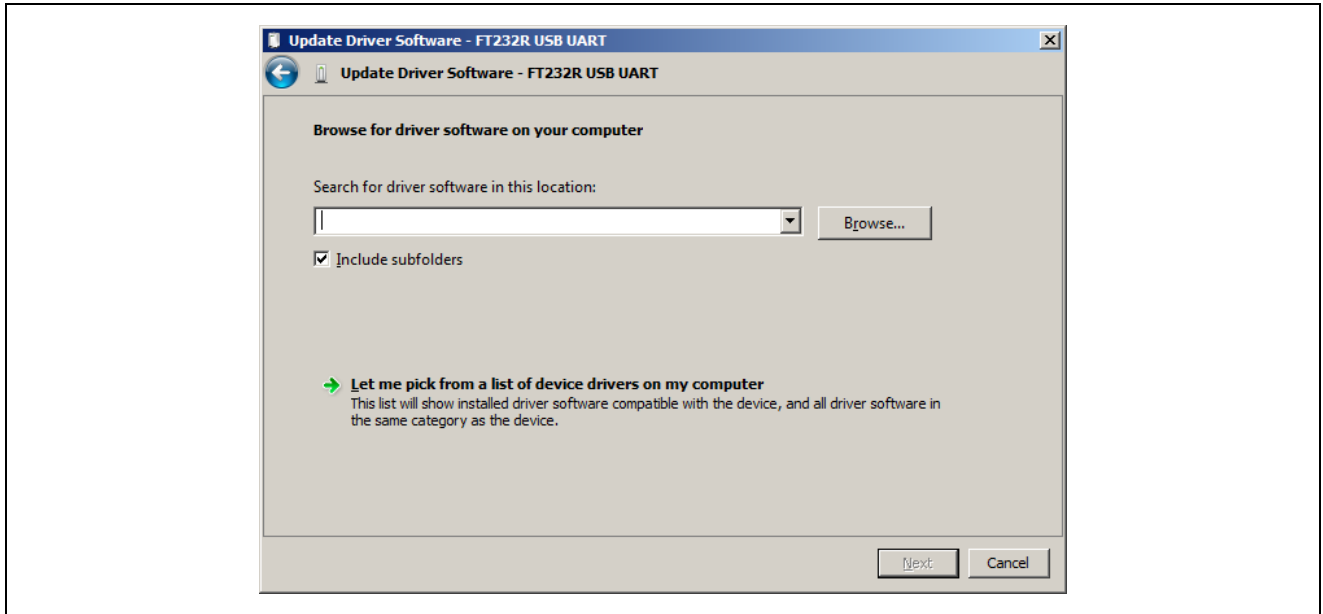 Update Driver Software - FT232R USB UART
Update Driver Software - FT232R USB UART
Browse for driver software on your computer
Search for driver software in this location:
Browse...
Include subfolders
Let me pick from a list of device drivers on my computer
This list will show installed driver software compatible with the device, and all driver software in
the same category as the device.
Next
Cancel